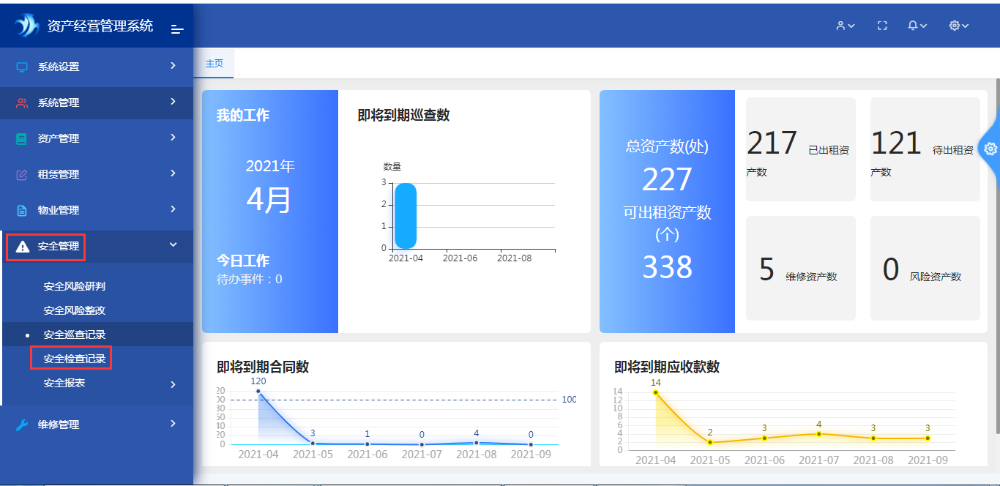 资产经营管理系统
系统设置
系统管理
资产管理
租赁管理
物业管理
安全管理
安全风险研判
安全风险整改
安全巡查记录
安全检查记录
安全报表
维修管理
主页
我的工作
2021年
4月
今日工作
待办事件：0
即将到期巡查数
数量
3
2
1
0
2021-04 2021-06 2021-08
总资产数(处)
227
可出租资产数
(个)
338
217 已出租资
产数
121 待出租资
产数
5 维修资产数
0 风险资产数
即将到期合同数
120
20
00
80
60
40
20
0
100
3 1 0 4 0
2021-04 2021-05 2021-06 2021-07 2021-08 2021-09
即将到期应收款数
14
14
12
10
8
6
4
2
0
2 3 4 3 3
2021-04 2021-05 2021-06 2021-07 2021-08 2021-09